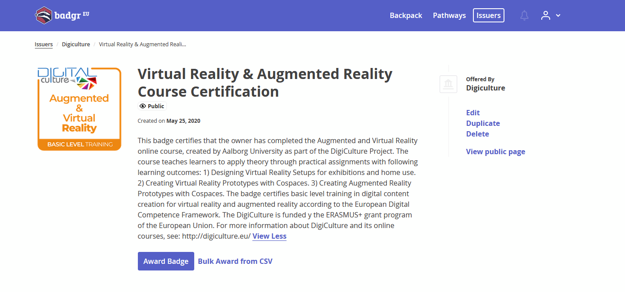 badgr EU
Backpack Pathways Issuers
Issuers / Digiculture / Virtual Reality & Augmented Reali...
DIGITAL
culture
Augmented
&
Virtual
Reality
BASIC LEVEL TRAINING
Virtual Reality & Augmented Reality
Course Certification
Public
Created on May 25, 2020
This badge certifies that the owner has completed the Augmented and Virtual Reality
online course, created by Aalborg University as part of the DigiCulture Project. The
course teaches learners to apply theory through practical assignments with following
learning outcomes: 1) Designing Virtual Reality Setups for exhibitions and home use.
2) Creating Virtual Reality Prototypes with Cospaces. 3) Creating Augmented Reality
Prototypes with Cospaces. The badge certifies basic level training in digital content
creation for virtual reality and augmented reality according to the European Digital
Competence Framework. The DigiCulture is funded y the ERASMUS+ grant program
of the European Union. For more information about DigiCulture and its online
courses, see: http://digiculture.eu/ View Less
Award Badge Bulk Award from CSV
Offered By
Digiculture
Edit
Duplicate
Delete
View public page